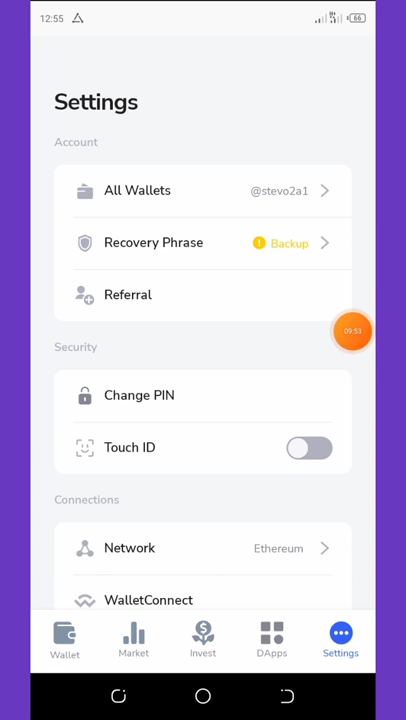 12:55
66
Settings
Account
All Wallets @stevo2a1
Recovery Phrase ! Backup
Referral
09:53
Security
Change PIN
Touch ID
Connections
Network Ethereum
WalletConnect
Wallet Market Invest DApps Settings